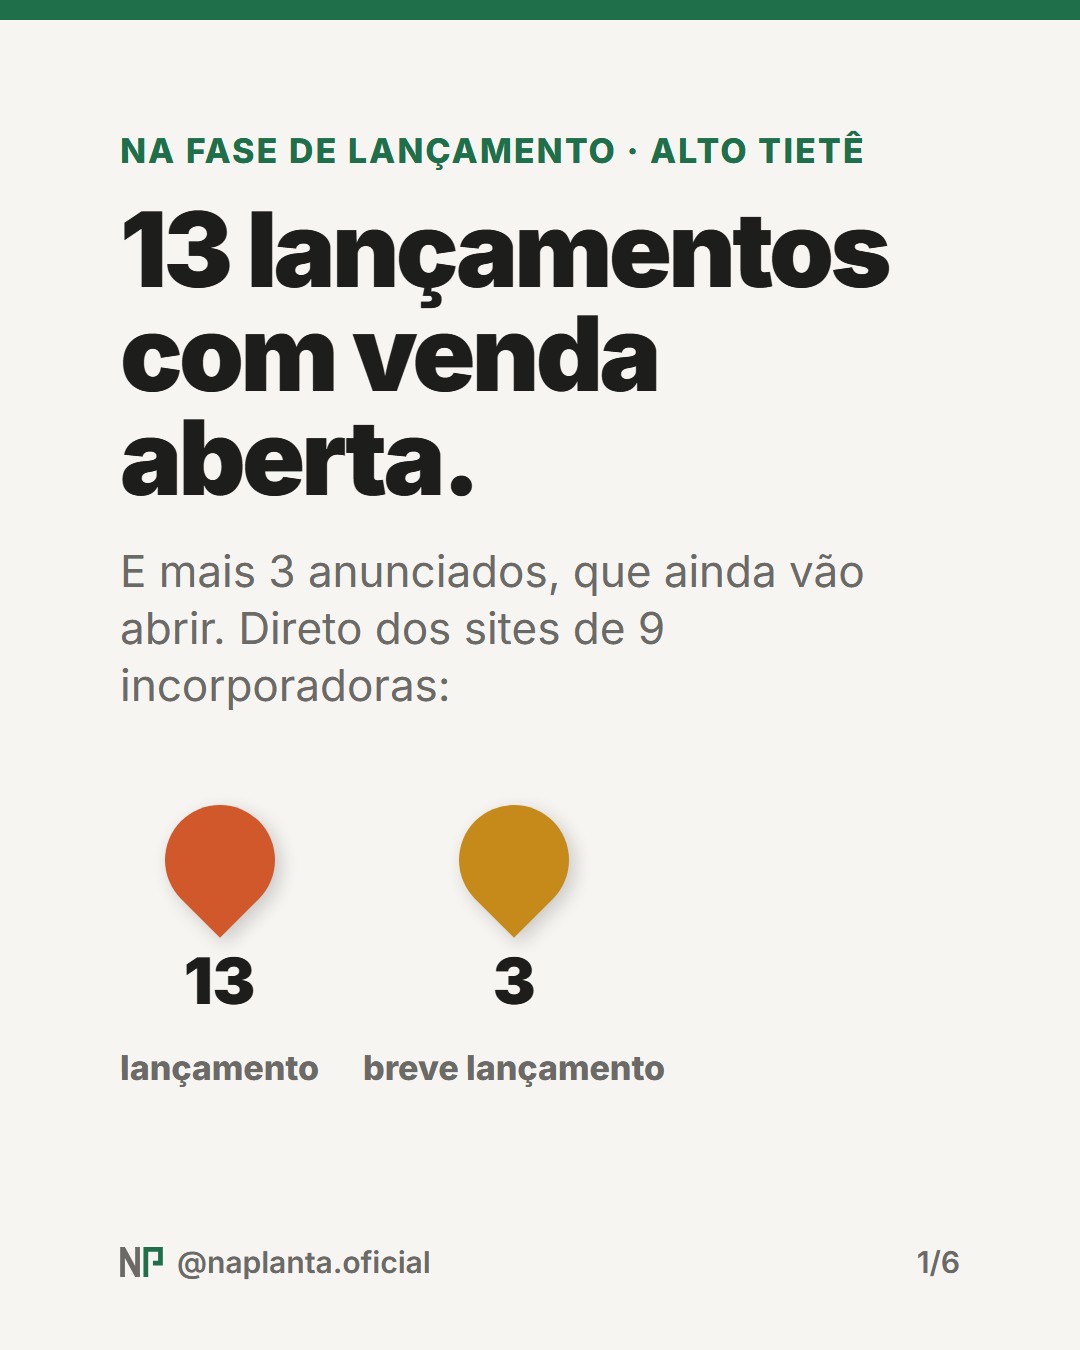 NA FASE DE LANÇAMENTO · ALTO TIETÊ
13 lançamentos
com venda
aberta.
E mais 3 anunciados, que ainda vão
abrir. Direto dos sites de 9
incorporadoras:
13 3
lançamento breve lançamento
NP @naplanta.oficial 1/6